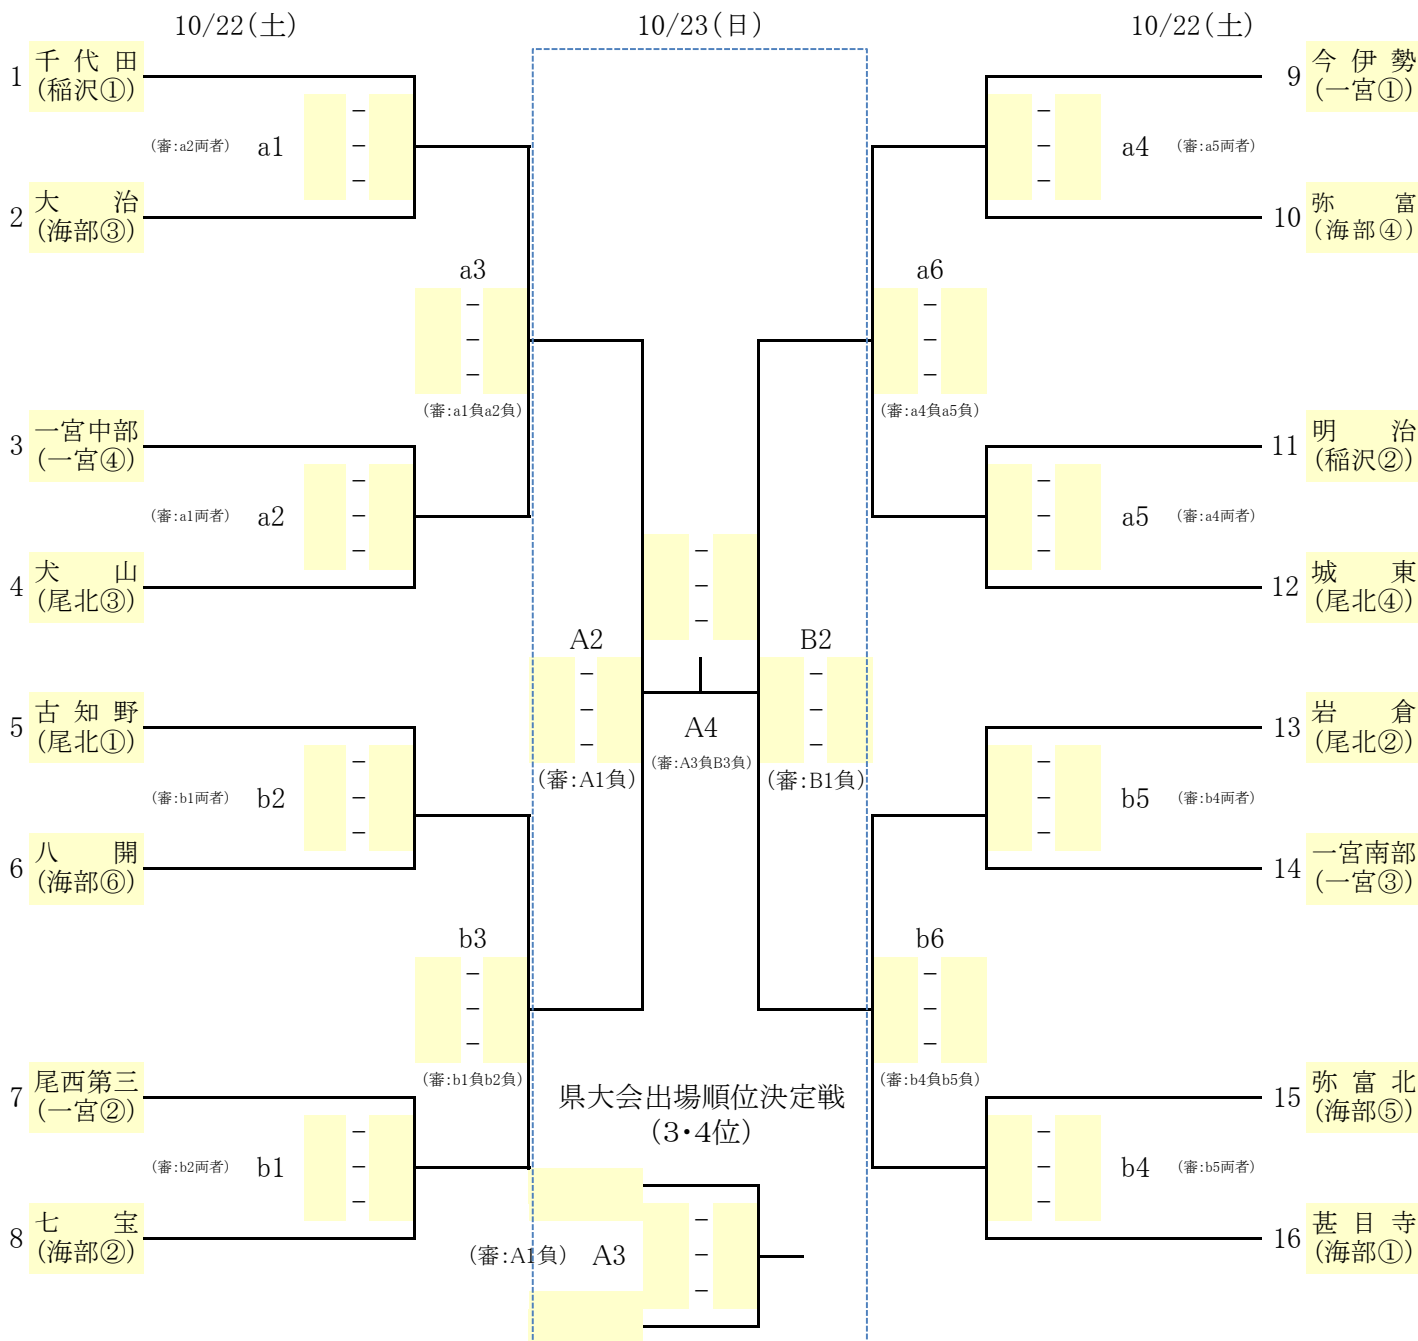 10/22(土)
10/23(日)
10/22(土)
1
千代田
(稲沢①)
(審:a2両者)
a1
－
－
－
2
大治
(海部③)
a3
－
－
－
(審:a1負a2負)
3
一宮中部
(一宮④)
(審:a1両者)
a2
－
－
－
4
犬山
(尾北③)
5
古知野
(尾北①)
(審:b1両者)
b2
－
－
－
6
八開
(海部⑥)
b3
－
－
－
(審:b1負b2負)
7
尾西第三
(一宮②)
(審:b2両者)
b1
－
－
－
8
七宝
(海部②)
A2
－
－
－
(審:A1負)
－
－
－
A4
(審:A3負B3負)
B2
－
－
－
(審:B1負)
県大会出場順位決定戦
(3・4位)
(審:A1負)
A3
－
－
－
9
今伊勢
(一宮①)
a4
(審:a5両者)
－
－
－
10
弥富
(海部④)
a6
－
－
－
(審:a4負a5負)
11
明治
(稲沢②)
a5
(審:a4両者)
－
－
－
12
城東
(尾北④)
13
岩倉
(尾北②)
b5
(審:b4両者)
－
－
－
14
一宮南部
(一宮③)
b6
－
－
－
(審:b4負b5負)
15
弥富北
(海部⑤)
b4
(審:b5両者)
－
－
－
16
甚目寺
(海部①)